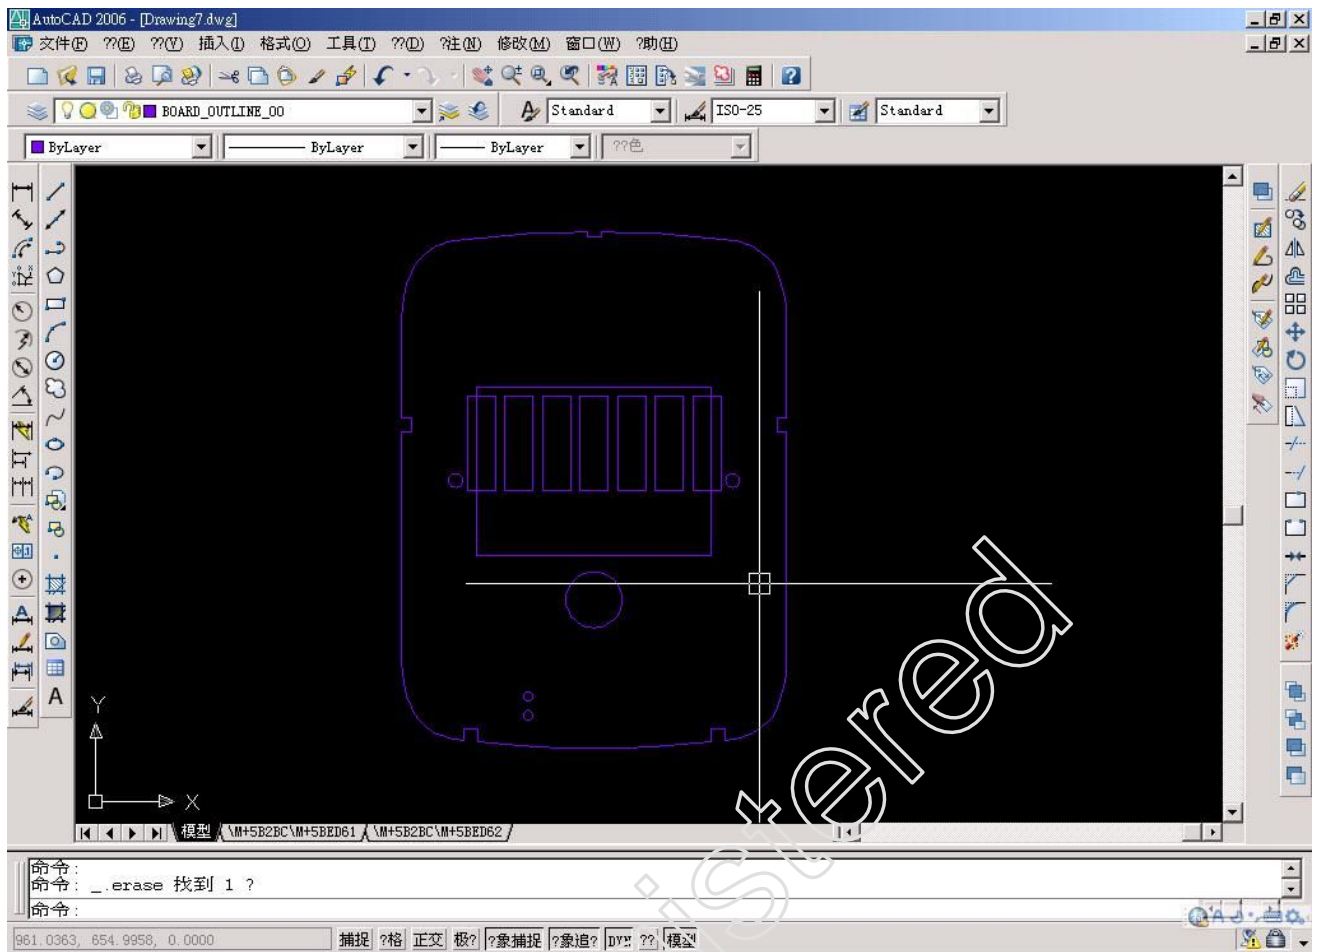 AutoCAD 2006 - [Drawing7.dwg]
文件(F) ??(E) ??(V) 插入(I) 格式(O) 工具(T) ??(D) ?注(N) 修改(M) 窗口(W) ?助(H)
BOARD_OUTLINE_00 Standard ISO-25 Standard
ByLayer ByLayer ByLayer ??色
Y
X
模型 \M+5B2BC\M+5BED61 \M+5B2BC\M+5BED62
命令:
命令: _.erase 找到 1 ?
命令:
961.0363, 654.9958, 0.0000 捕捉 ?格 正交 极? ?象捕捉 ?象追? DYN ?? 模型
istered